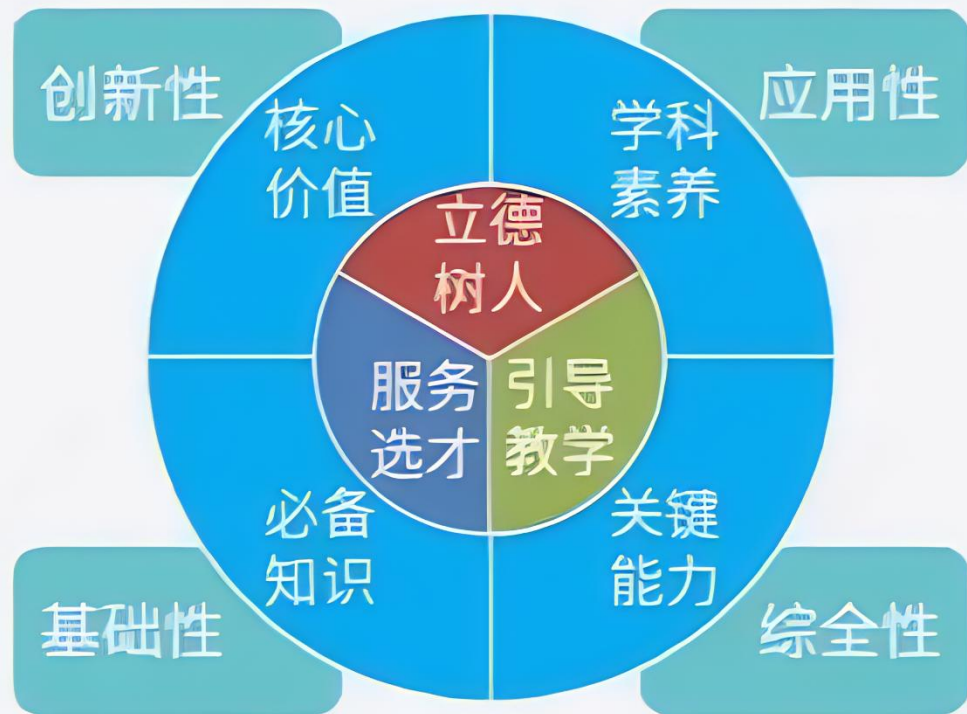 创新性
应用性
核心
价值
学科
素养
立德
树人
服务
选才
引导
教学
必备
知识
关键
能力
基础性
综全性